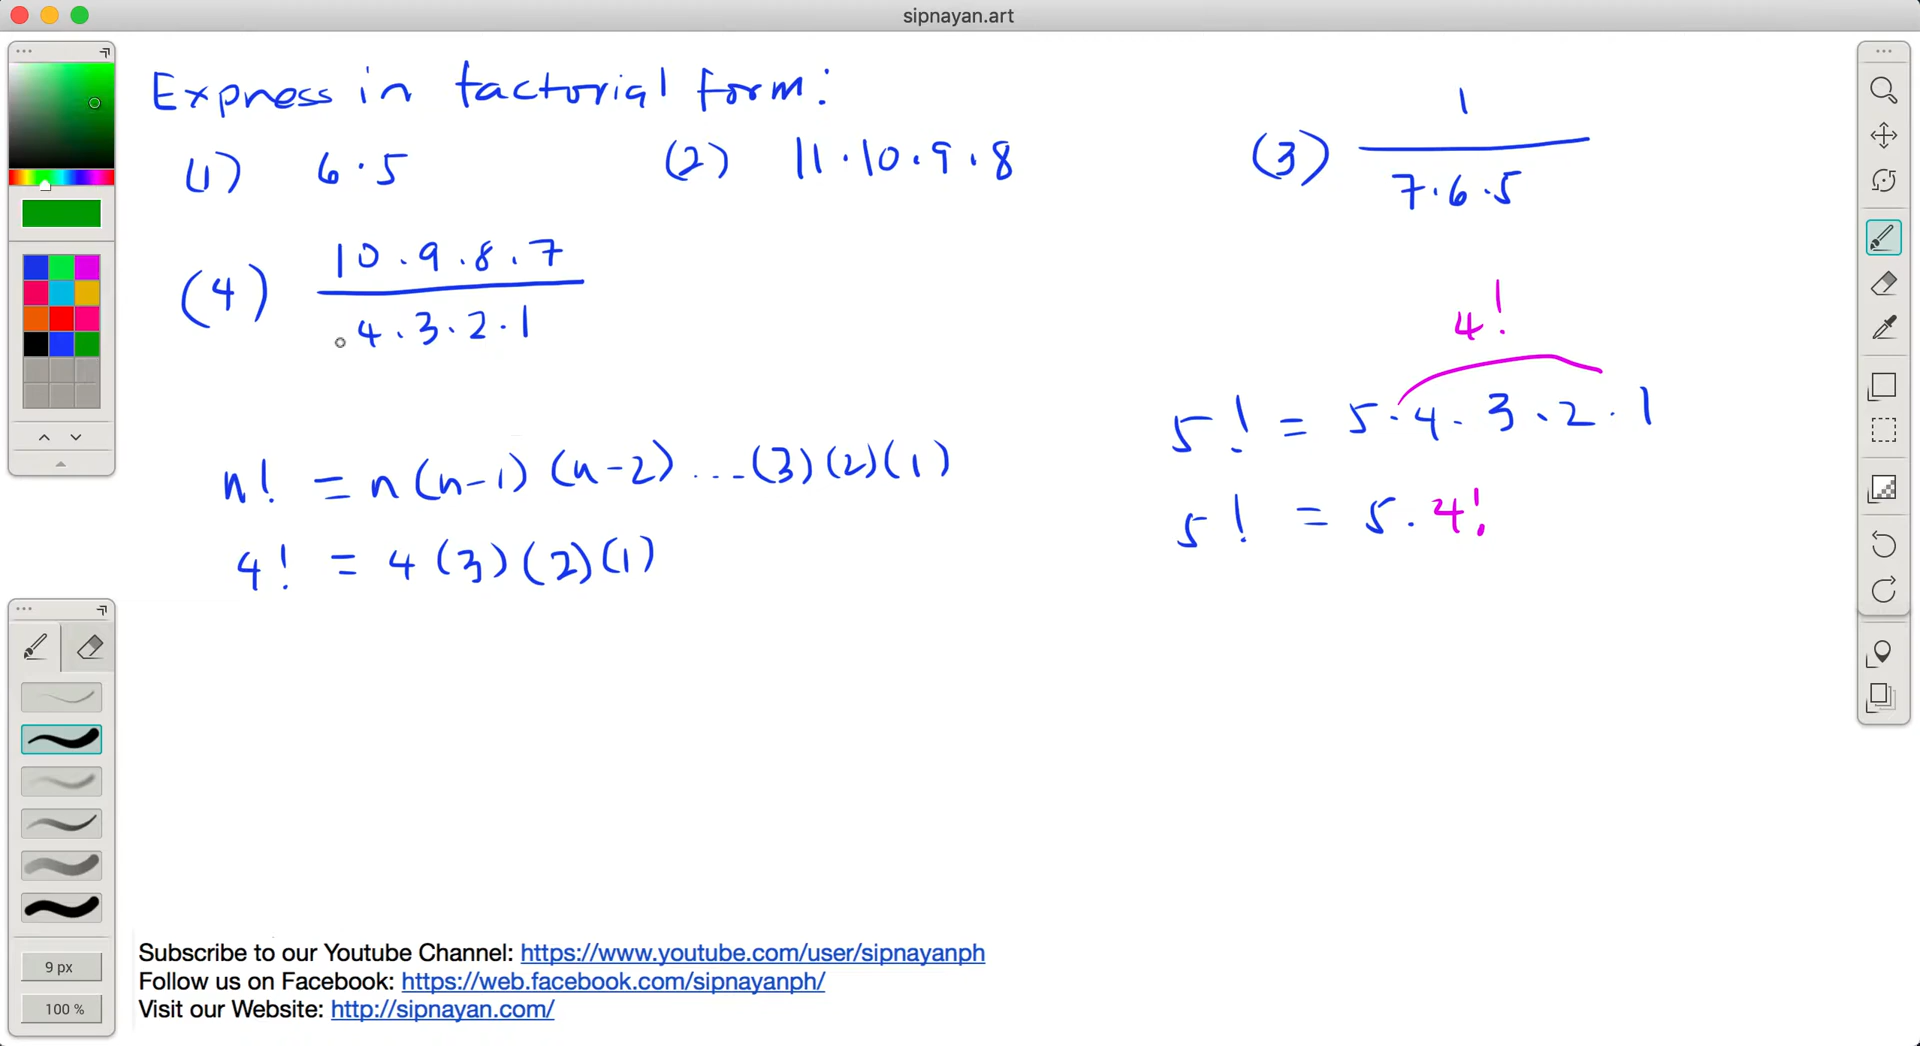 sipnayan.art
Express in factorial form:
(1) 6·5 (2) 11·10·9·8 (3) 1/(7·6·5)
(4) (10·9·8·7)/(4·3·2·1)
4!
5! = 5·4·3·2·1
n! = n(n-1)(n-2)...(3)(2)(1)
5! = 5·4!
4! = 4(3)(2)(1)
9 px
100 %
Subscribe to our Youtube Channel: https://www.youtube.com/user/sipnayanph
Follow us on Facebook: https://web.facebook.com/sipnayanph/
Visit our Website: http://sipnayan.com/